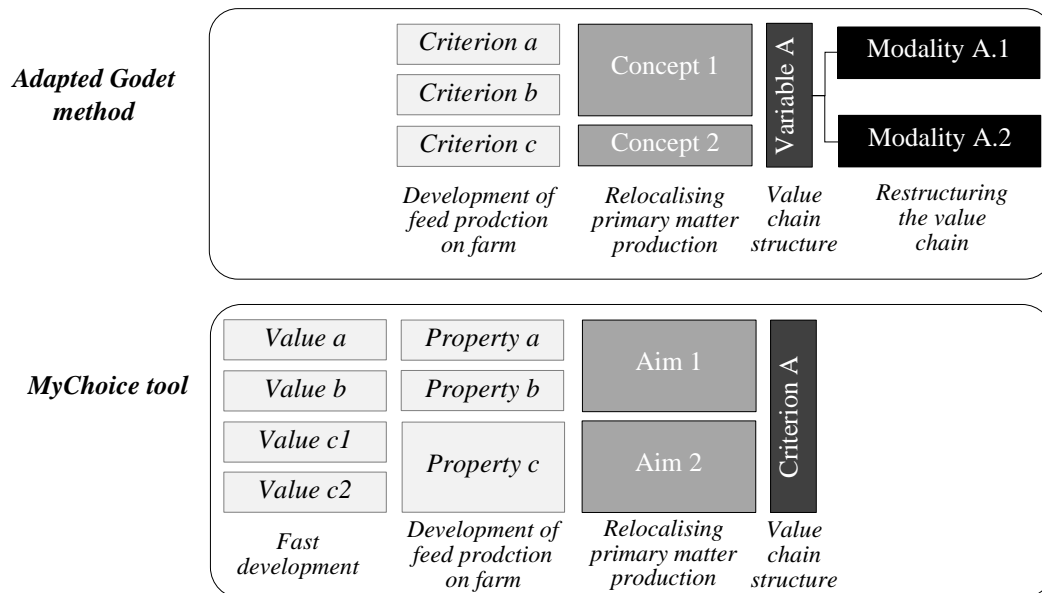 Adapted Godet
method
Criterion a
Criterion b
Criterion c
Concept 1
Concept 2
Variable A
Modality A.1
Modality A.2
Development of
feed prodction
on farm
Relocalising
primary matter
production
Value
chain
structure
Restructuring
the value
chain
MyChoice tool
Value a
Value b
Value c1
Value c2
Property a
Property b
Property c
Aim 1
Aim 2
Criterion A
Fast
development
Development of
feed prodction
on farm
Relocalising
primary matter
production
Value
chain
structure